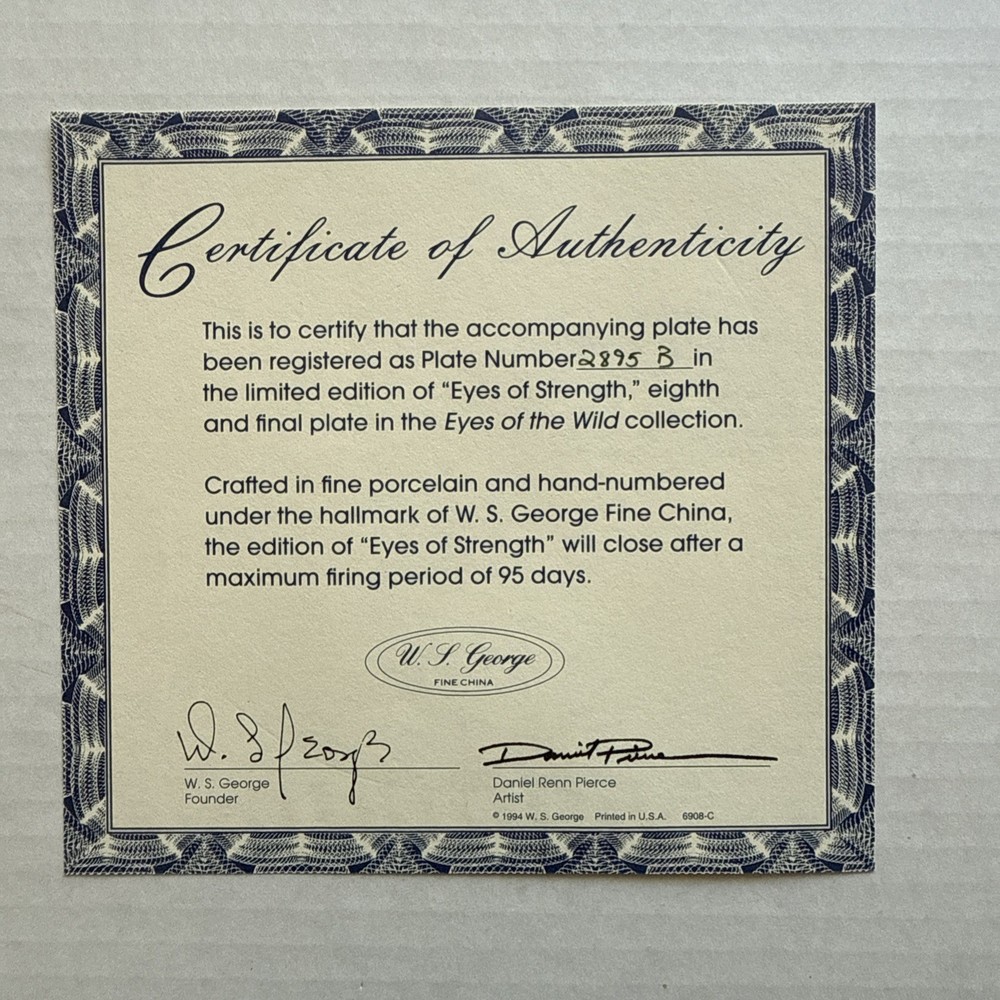 Certificate of Authenticity
This is to certify that the accompanying plate has
been registered as Plate Number 2895 B in
the limited edition of “Eyes of Strength,” eighth
and final plate in the Eyes of the Wild collection.
Crafted in fine porcelain and hand-numbered
under the hallmark of W. S. George Fine China,
the edition of “Eyes of Strength” will close after a
maximum firing period of 95 days.
W. S. George
FINE CHINA
W. S. George
W. S. George
Founder
Daniel Renn Pierce
Artist
© 1994 W. S. George Printed in U.S.A. 6908-C